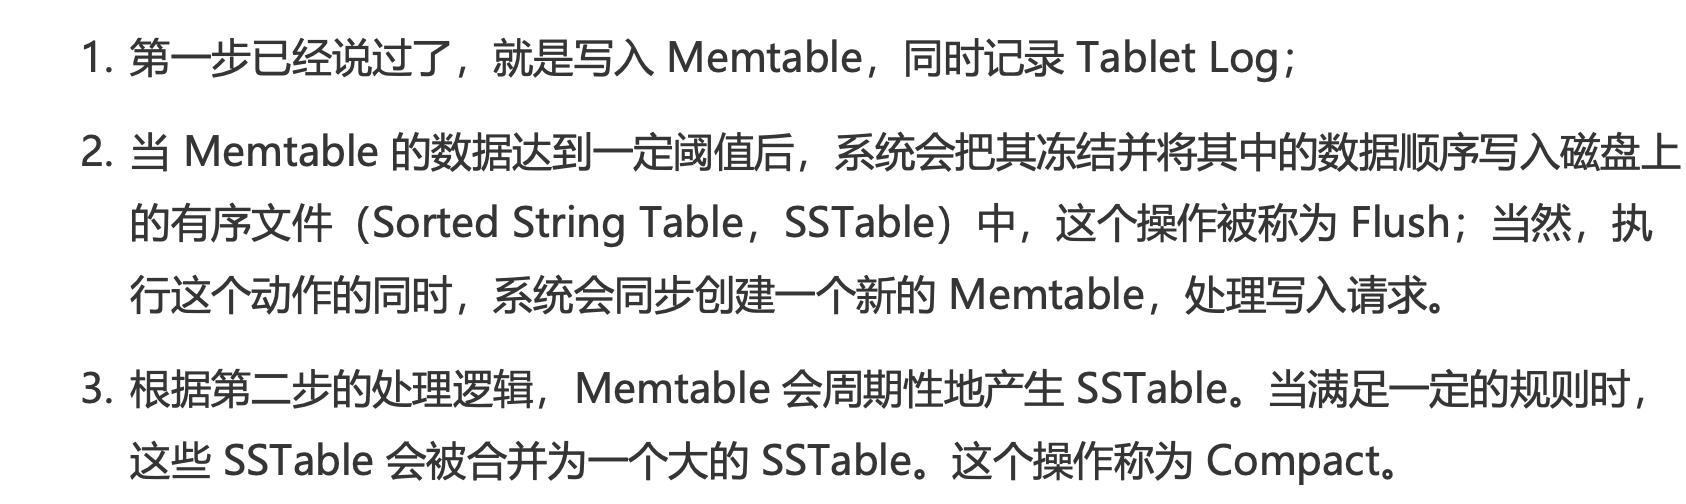 1. 第一步已经说过了，就是写入 Memtable，同时记录 Tablet Log；
2. 当 Memtable 的数据达到一定阈值后，系统会把其冻结并将其中的数据顺序写入磁盘上
的有序文件（Sorted String Table，SSTable）中，这个操作被称为 Flush；当然，执
行这个动作的同时，系统会同步创建一个新的 Memtable，处理写入请求。
3. 根据第二步的处理逻辑，Memtable 会周期性地产生 SSTable。当满足一定的规则时，
这些 SSTable 会被合并为一个大的 SSTable。这个操作称为 Compact。